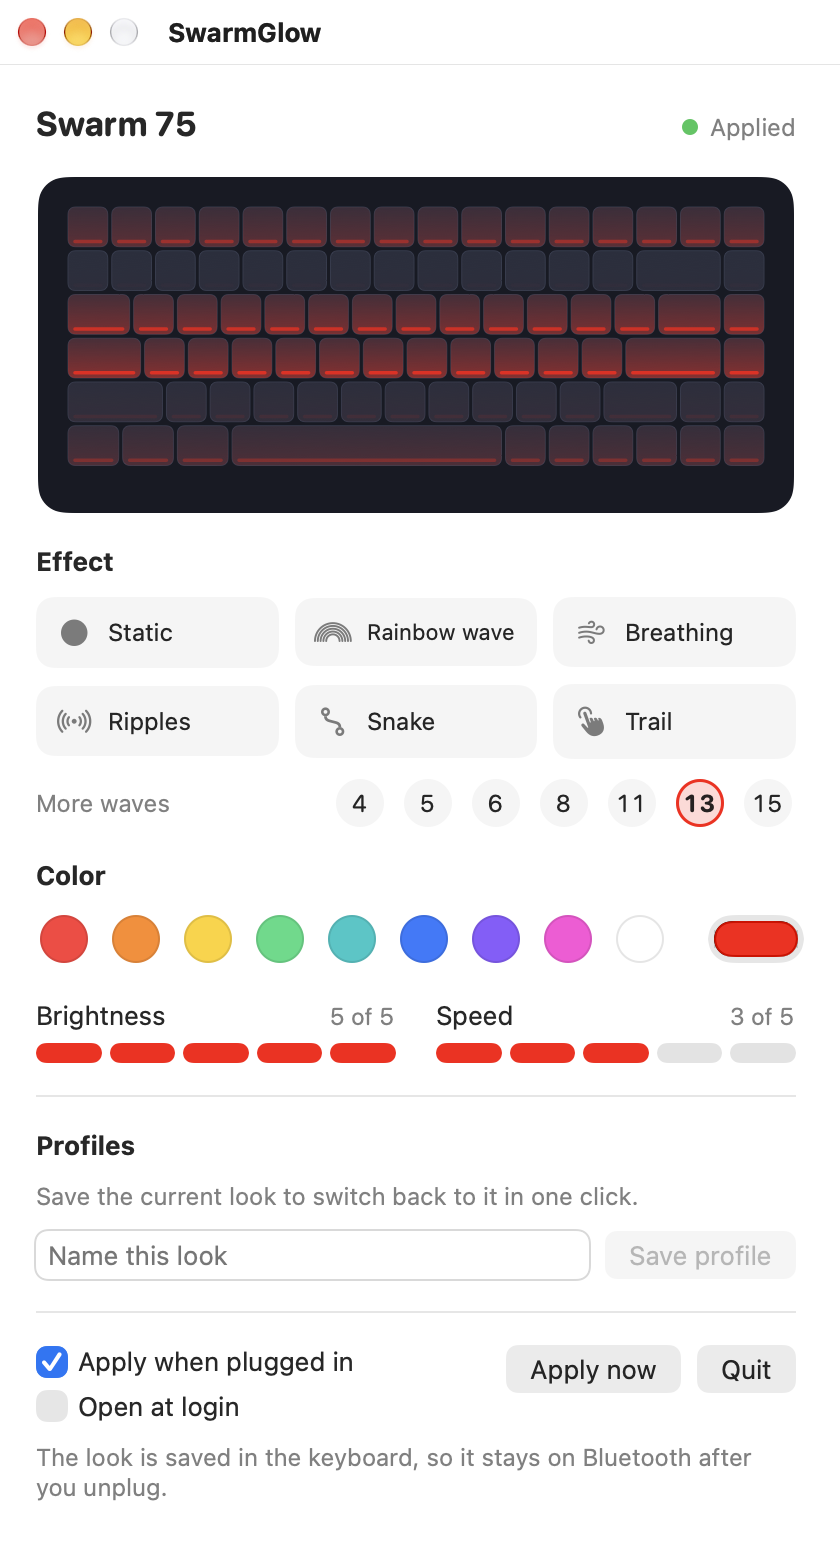 SwarmGlow
Swarm 75
Applied
Effect
Static
Rainbow wave
Breathing
Ripples
Snake
Trail
More waves
4
5
6
8
11
13
15
Color
Brightness
5 of 5
Speed
3 of 5
Profiles
Save the current look to switch back to it in one click.
Name this look
Save profile
Apply when plugged in
Apply now
Quit
Open at login
The look is saved in the keyboard, so it stays on Bluetooth after
you unplug.